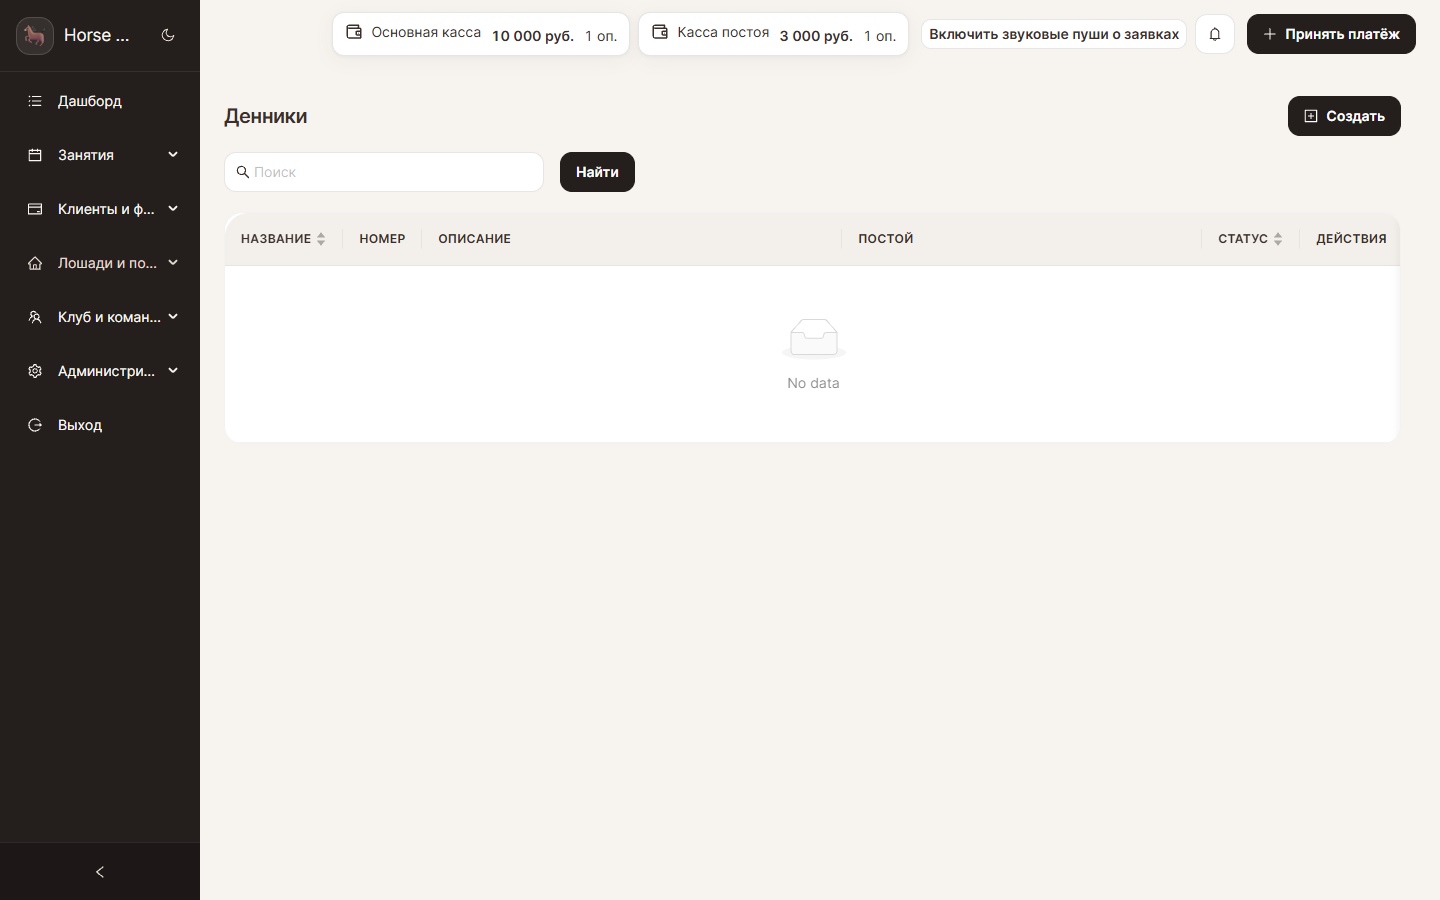 Horse ...
Основная касса 10 000 руб. 1 оп.
Касса постоя 3 000 руб. 1 оп.
Включить звуковые пуши о заявках
Принять платёж
Дашборд
Занятия
Клиенты и ф...
Лошади и по...
Клуб и коман...
Администри...
Выход
Денники
Создать
Поиск
Найти
НАЗВАНИЕ НОМЕР ОПИСАНИЕ ПОСТОЙ СТАТУС ДЕЙСТВИЯ
No data